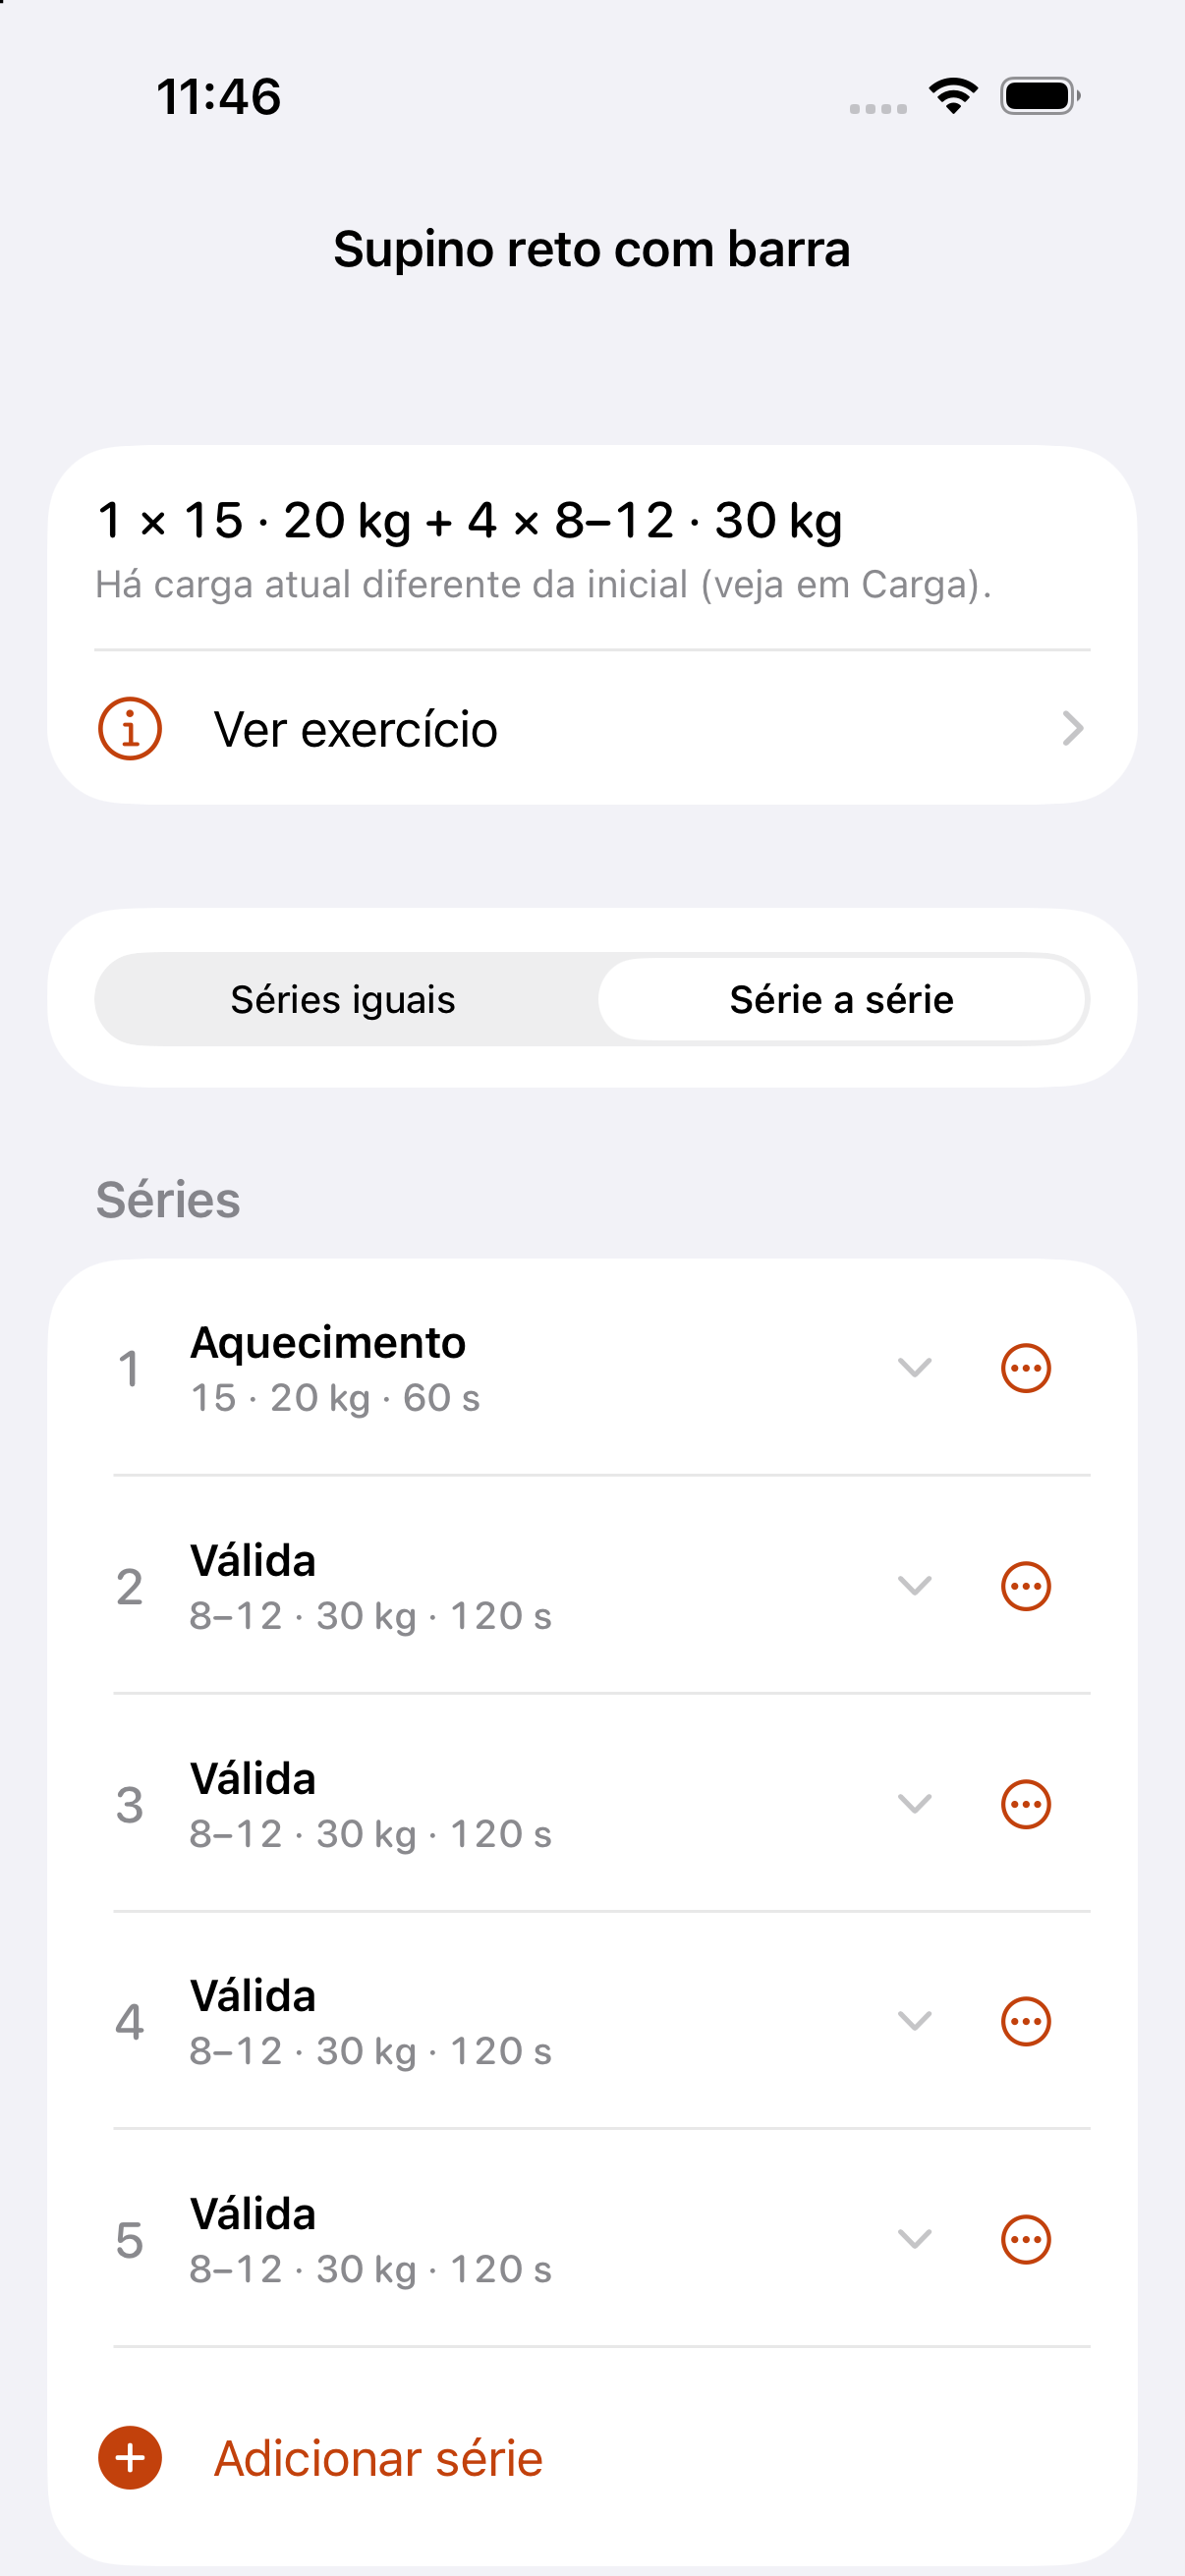 11:46
Supino reto com barra
1 × 15 · 20 kg + 4 × 8–12 · 30 kg
Há carga atual diferente da inicial (veja em Carga).
Ver exercício
Séries iguais
Série a série
Séries
1
Aquecimento
15 · 20 kg · 60 s
2
Válida
8–12 · 30 kg · 120 s
3
Válida
8–12 · 30 kg · 120 s
4
Válida
8–12 · 30 kg · 120 s
5
Válida
8–12 · 30 kg · 120 s
Adicionar série